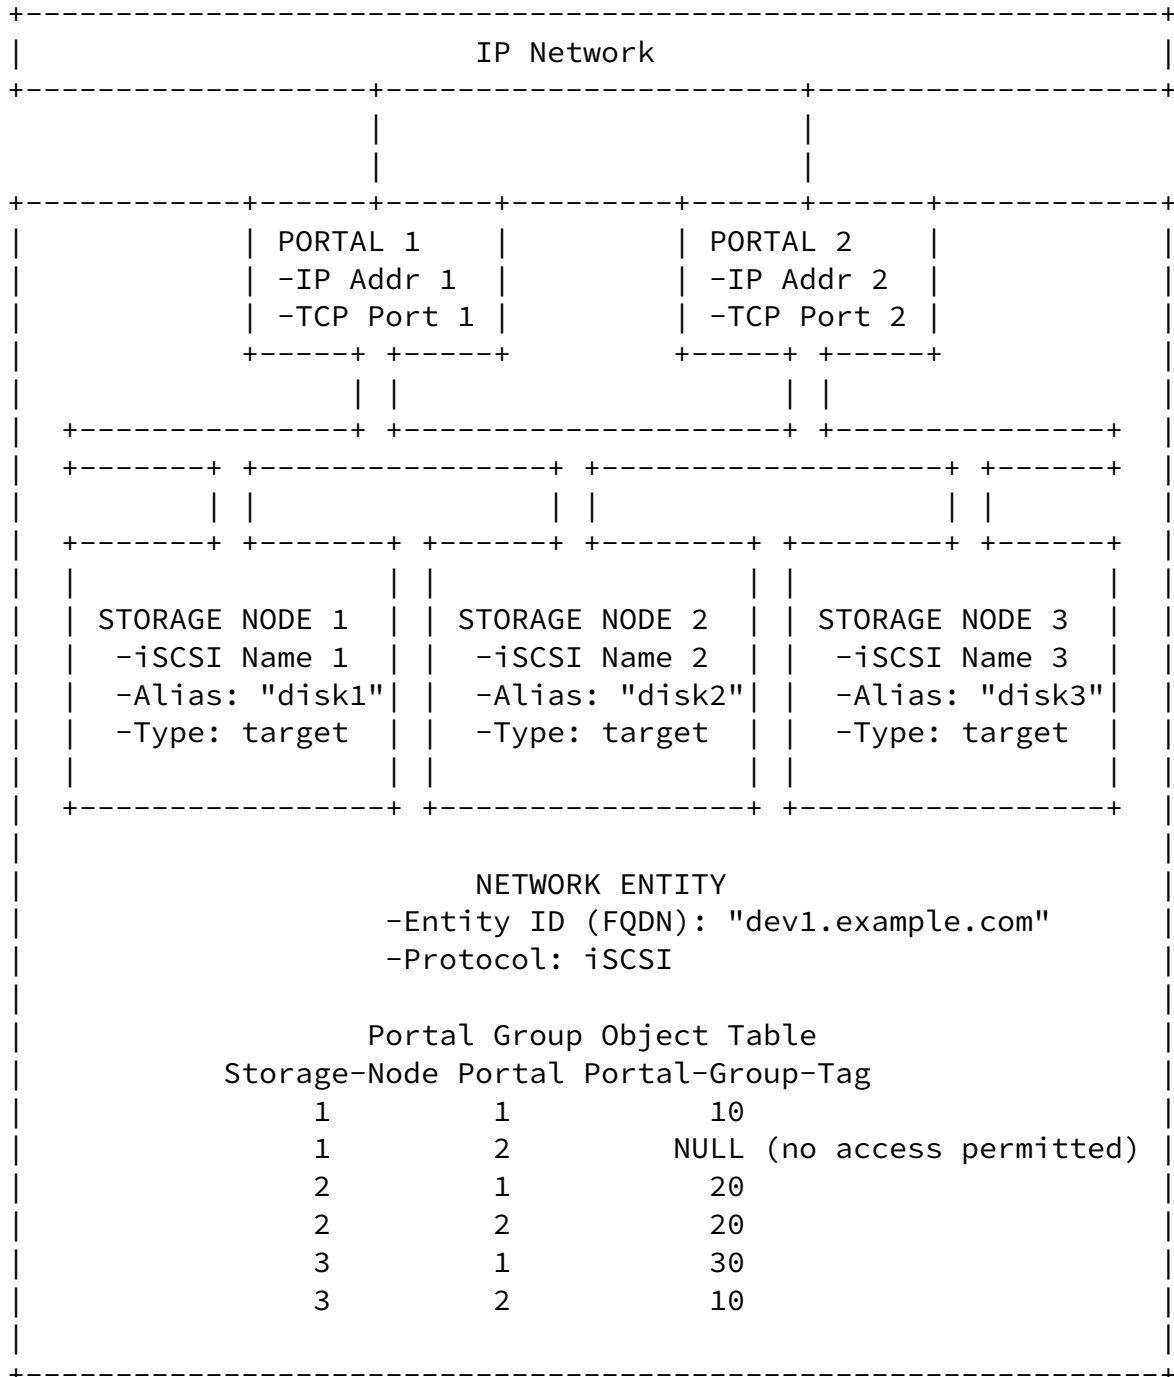 IP Network
PORTAL 1 PORTAL 2
-IP Addr 1 -IP Addr 2
-TCP Port 1 -TCP Port 2
STORAGE NODE 1 STORAGE NODE 2 STORAGE NODE 3
-iSCSI Name 1 -iSCSI Name 2 -iSCSI Name 3
-Alias: "disk1" -Alias: "disk2" -Alias: "disk3"
-Type: target -Type: target -Type: target
NETWORK ENTITY
-Entity ID (FQDN): "dev1.example.com"
-Protocol: iSCSI
Portal Group Object Table
Storage-Node Portal Portal-Group-Tag
1 1 10
1 2 NULL (no access permitted)
2 1 20
2 2 20
3 1 30
3 2 10